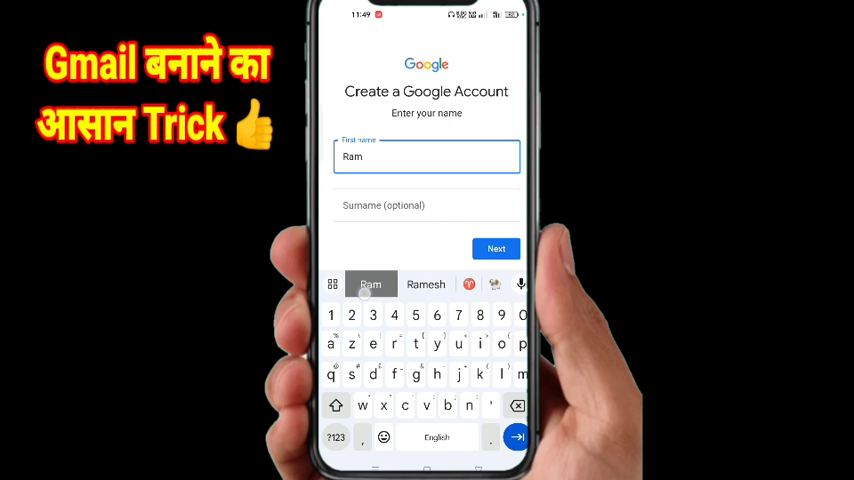 Gmail बनाने का
आसान Trick 👍
11:49
Google
Create a Google Account
Enter your name
First name
Ram
Surname (optional)
Next
Ram Ramesh
1 2 3 4 5 6 7 8 9 0
a z e r t y u i o p
q s d f g h j k l m
w x c v b n '
?123 , English .